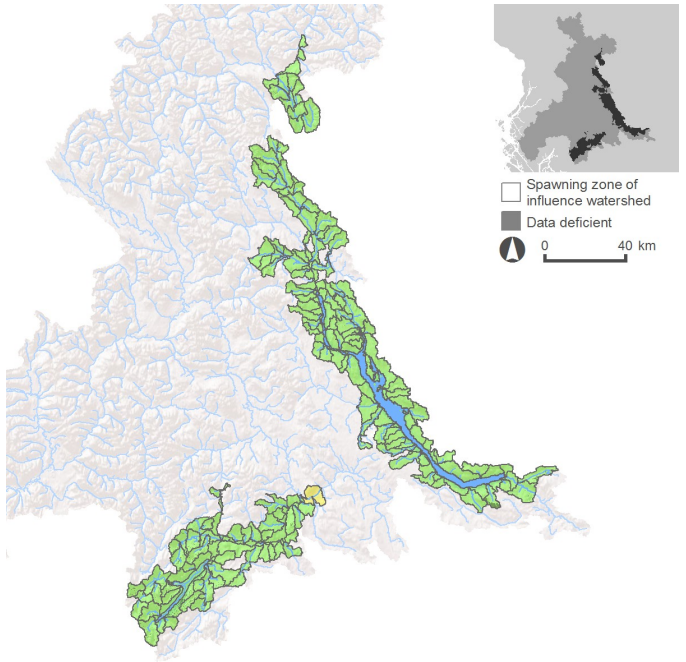 Spawning zone of
influence watershed
Data deficient
0 40 km